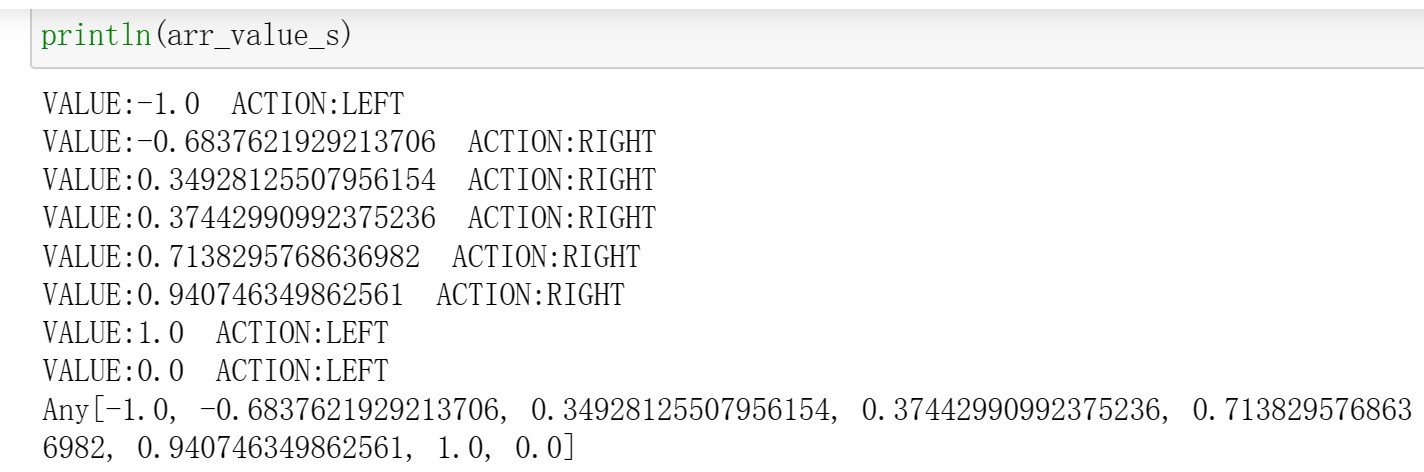 println(arr_value_s)
VALUE:-1.0  ACTION:LEFT
VALUE:-0.6837621929213706  ACTION:RIGHT
VALUE:0.34928125507956154  ACTION:RIGHT
VALUE:0.37442990992375236  ACTION:RIGHT
VALUE:0.7138295768636982  ACTION:RIGHT
VALUE:0.940746349862561  ACTION:RIGHT
VALUE:1.0  ACTION:LEFT
VALUE:0.0  ACTION:LEFT
Any[-1.0, -0.6837621929213706, 0.34928125507956154, 0.37442990992375236, 0.713829576863
6982, 0.940746349862561, 1.0, 0.0]